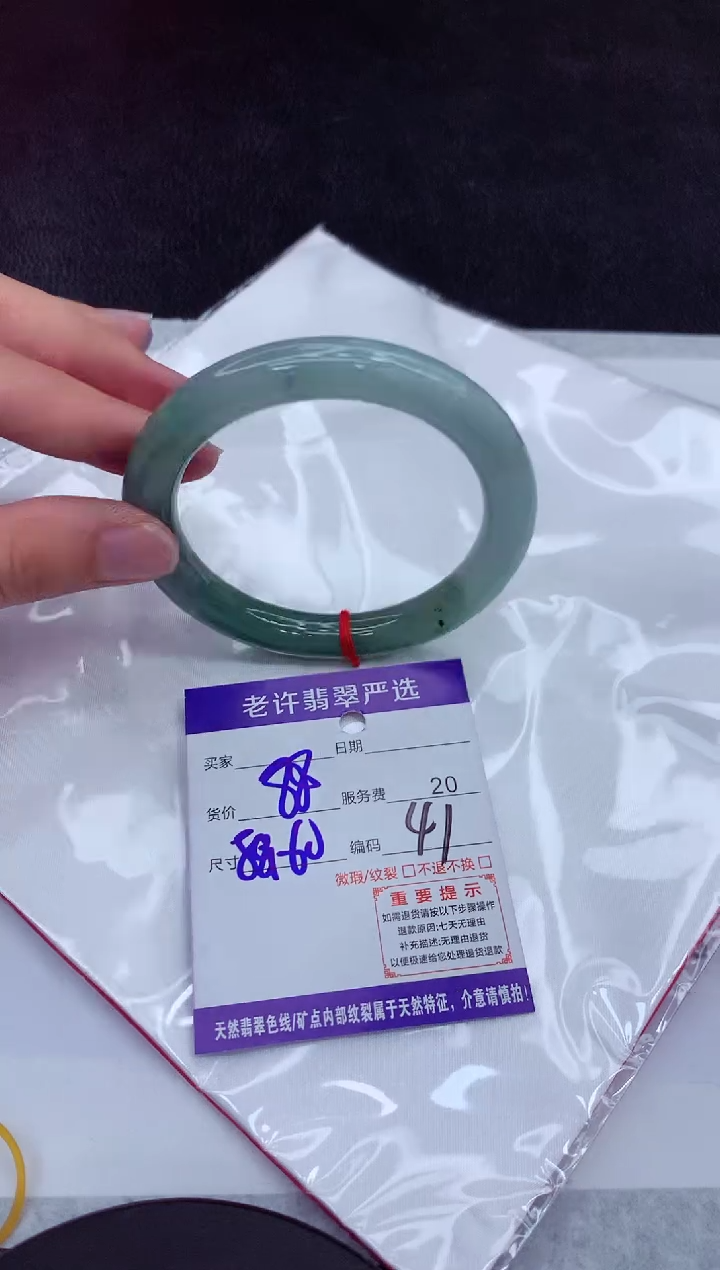 老许翡翠严选
买家 日期
货价 88 服务费 20
尺寸 编码 41
微瑕/纹裂 □不退不换 □
重要提示
如需退货请按以下步骤操作
退款原因:七天无理由
补充描述:无理由退货
以便极速给您处理退货退款
天然翡翠色线/矿点内部纹裂属于天然特征，介意请慎拍！